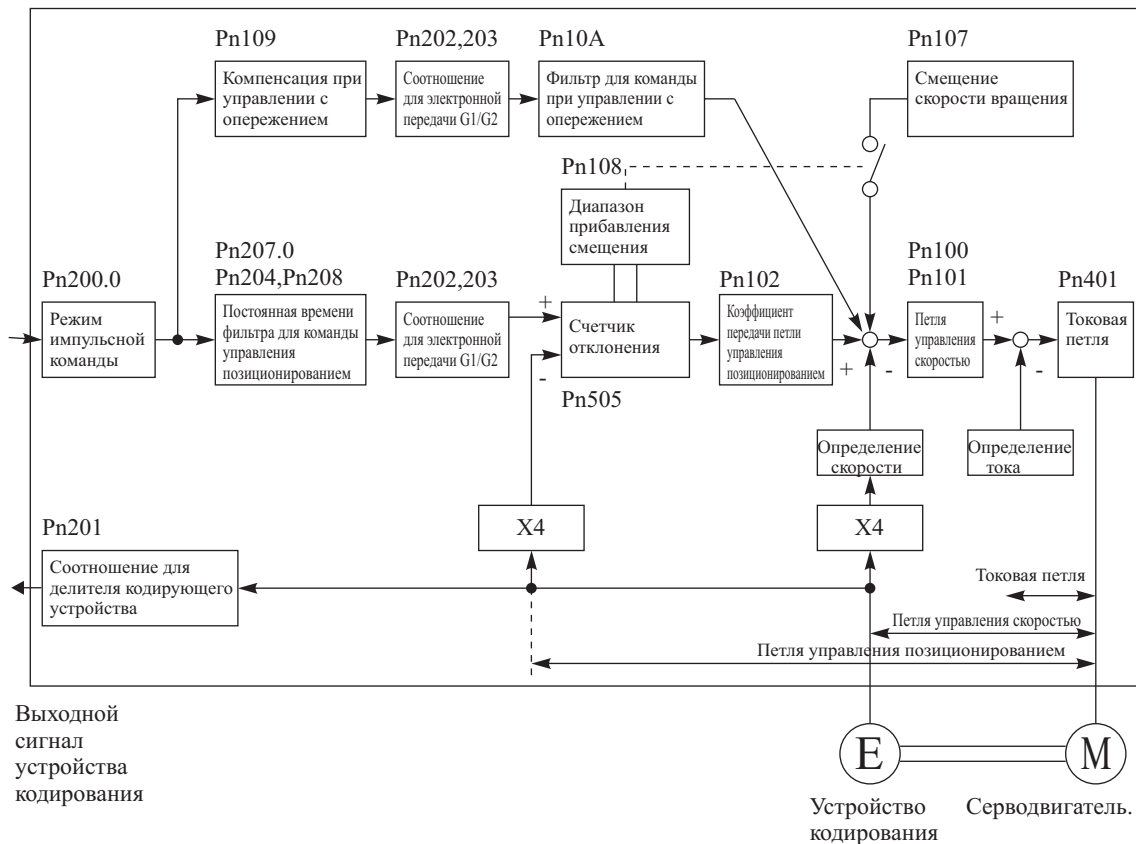 Pn109
Компенсация при
управлении с
опережением
Pn202,203
Соотношение
для электронной
передачи G1/G2
Pn10A
Фильтр для команды
при управлении с
опережением
Pn107
Смещение
скорости вращения
Pn108
Диапазон
прибавления
смещения
Pn200.0
Режим
импульсной
команды
Pn207.0
Pn204,Pn208
Постоянная времени
фильтра для команды
управления
позиционированием
Pn202,203
Соотношение
для электронной
передачи G1/G2
+
-
Счетчик
отклонения
Pn505
Pn102
Коэффициент
передачи петли
управления
позиционированием
+
-
Pn100
Pn101
Петля
управления
скоростью
+
-
Pn401
Токовая
петля
Определение
скорости
Определение
тока
X4
X4
Pn201
Соотношение для
делителя кодирующего
устройства
Токовая петля
Петля управления скоростью
Петля управления позиционированием
Выходной
сигнал
устройства
кодирования
E
M
Устройство
кодирования
Серводвигатель.